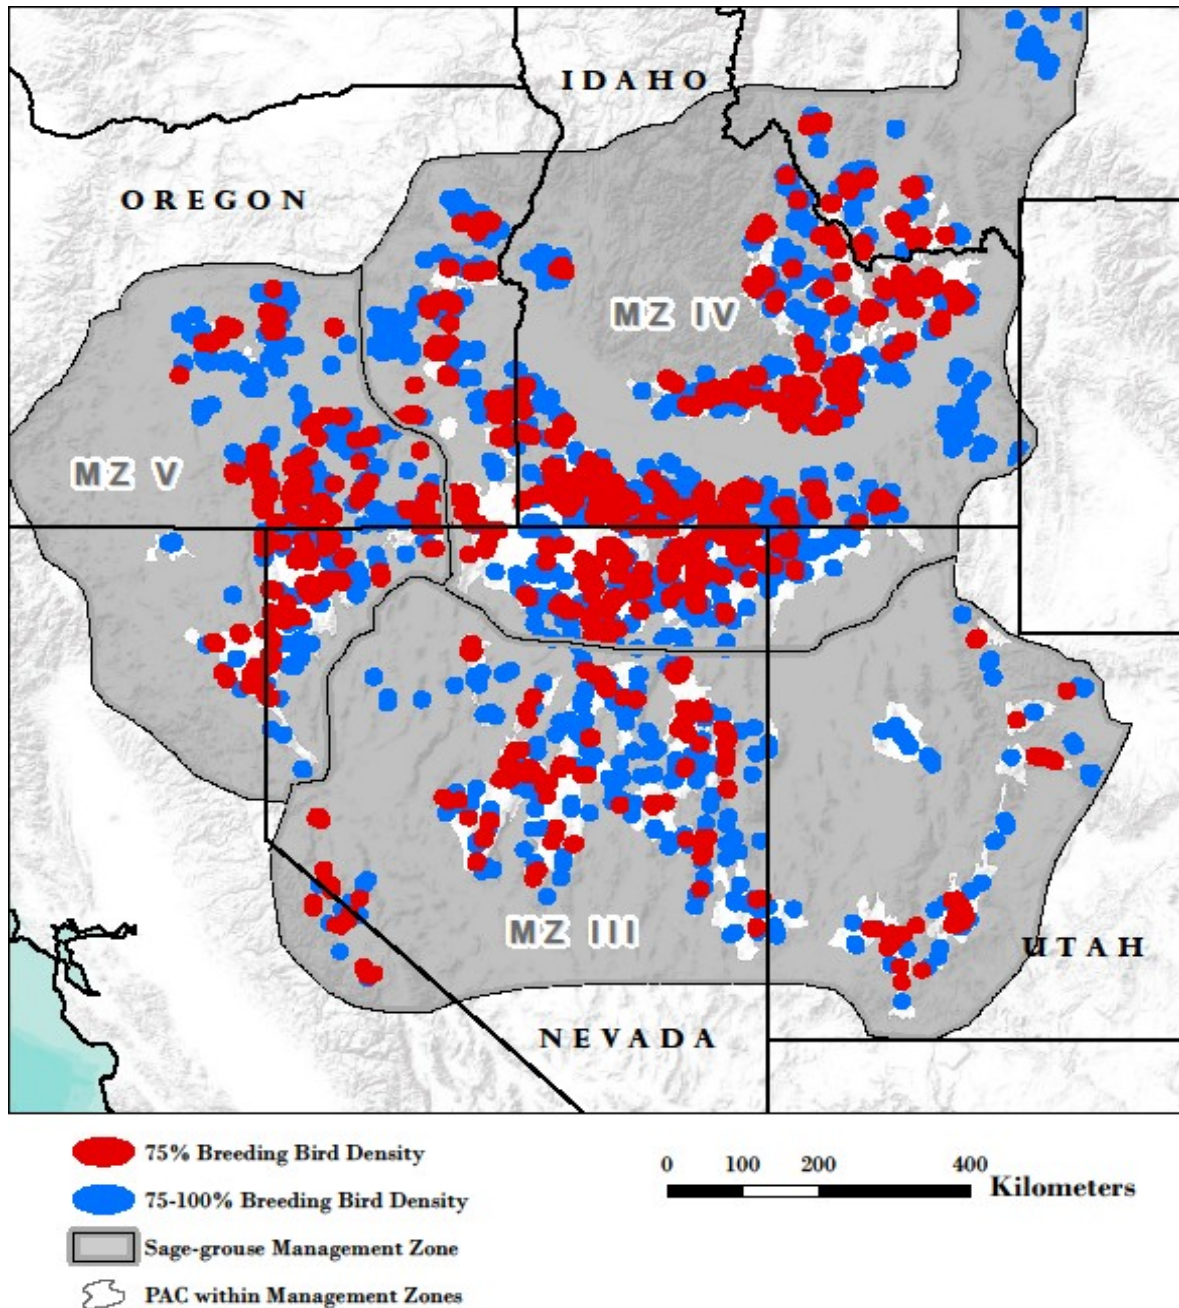 IDAHO
OREGON
MZ IV
MZ V
MZ III
UTAH
NEVADA
75% Breeding Bird Density
75-100% Breeding Bird Density
Sage-grouse Management Zone
PAC within Management Zones
0 100 200 400 Kilometers